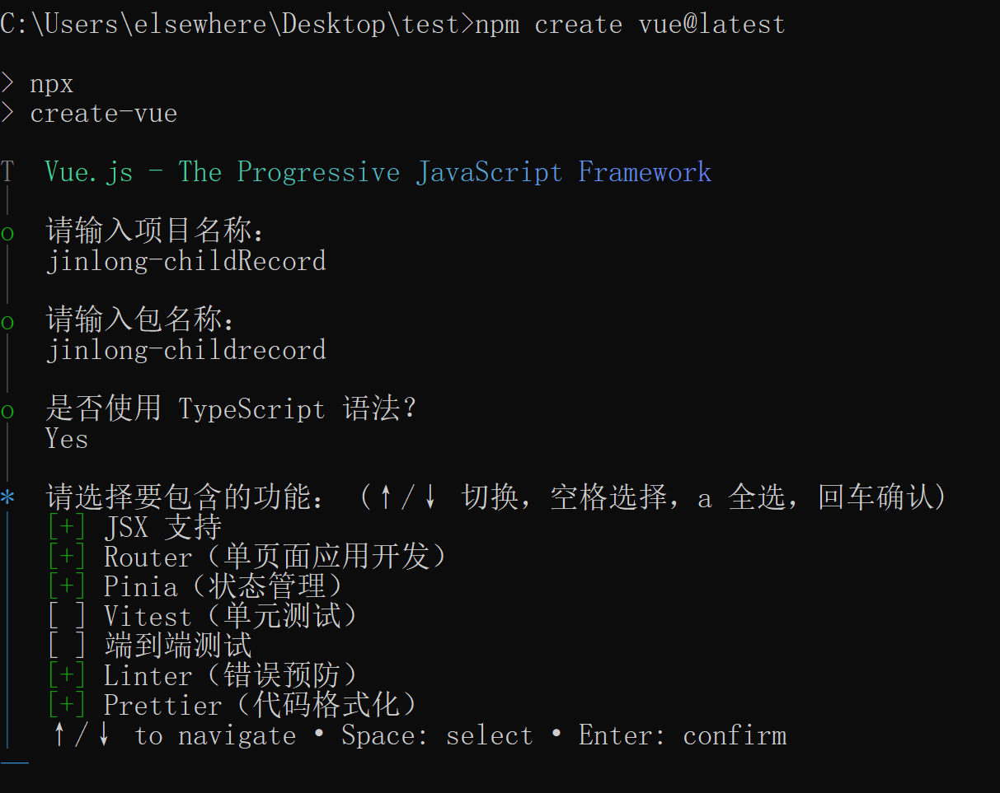 C:\Users\elsewhere\Desktop\test>npm create vue@latest
> npx
> create-vue
T  Vue.js - The Progressive JavaScript Framework
|
o  请输入项目名称：
|  jinlong-childRecord
|
o  请输入包名称：
|  jinlong-childrecord
|
o  是否使用 TypeScript 语法？
|  Yes
|
*  请选择要包含的功能： (↑/↓ 切换，空格选择，a 全选，回车确认)
|  [+] JSX 支持
|  [+] Router（单页面应用开发）
|  [+] Pinia（状态管理）
|  [ ] Vitest（单元测试）
|  [ ] 端到端测试
|  [+] Linter（错误预防）
|  [+] Prettier（代码格式化）
|  ↑/↓ to navigate • Space: select • Enter: confirm
—